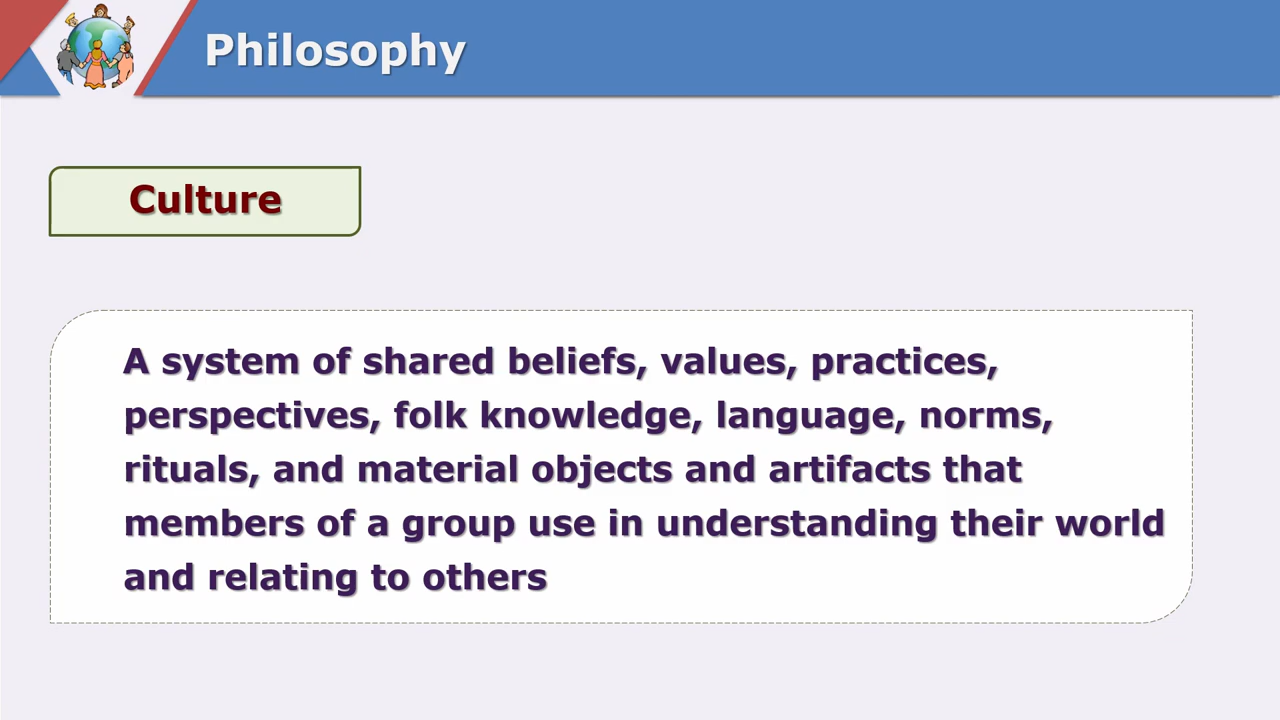 Philosophy
Culture
A system of shared beliefs, values, practices,
perspectives, folk knowledge, language, norms,
rituals, and material objects and artifacts that
members of a group use in understanding their world
and relating to others